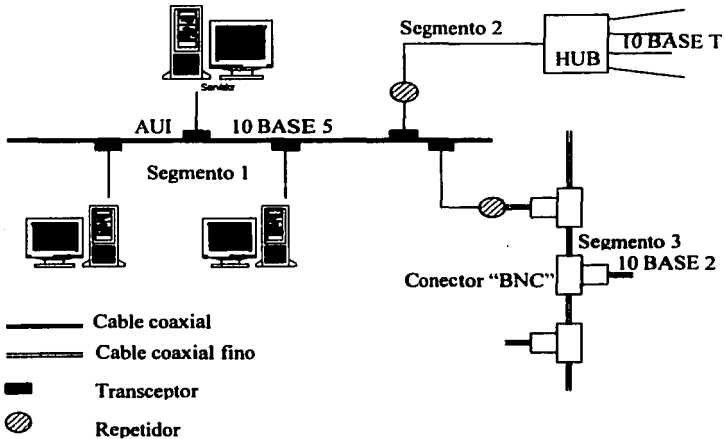 Segmento 2
HUB
10 BASE T
Servidor
AUI
10 BASE 5
Segmento 1
Segmento 3
10 BASE 2
Conector “BNC”
Cable coaxial
Cable coaxial fino
Transceptor
Repetidor